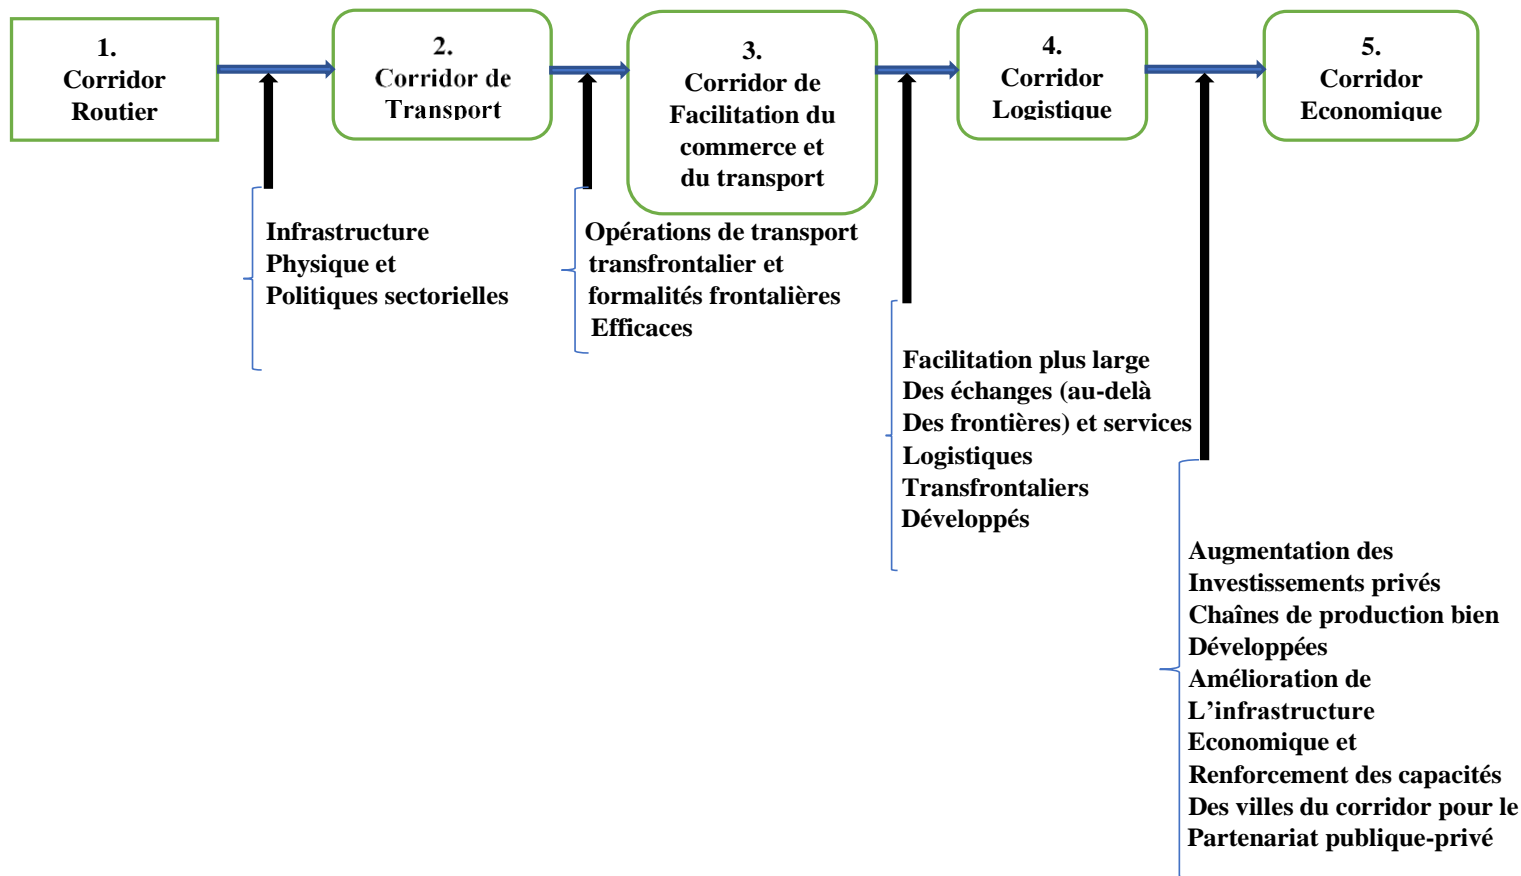 1.
Corridor
Routier
2.
Corridor de
Transport
3.
Corridor de
Facilitation du
commerce et
du transport
4.
Corridor
Logistique
5.
Corridor
Economique
Infrastructure
Physique et
Politiques sectorielles
Opérations de transport
transfrontalier et
formalités frontalières
Efficaces
Facilitation plus large
Des échanges (au-delà
Des frontières) et services
Logistiques
Transfrontaliers
Développés
Augmentation des
Investissements privés
Chaînes de production bien
Développées
Amélioration de
L’infrastructure
Economique et
Renforcement des capacités
Des villes du corridor pour le
Partenariat publique-privé